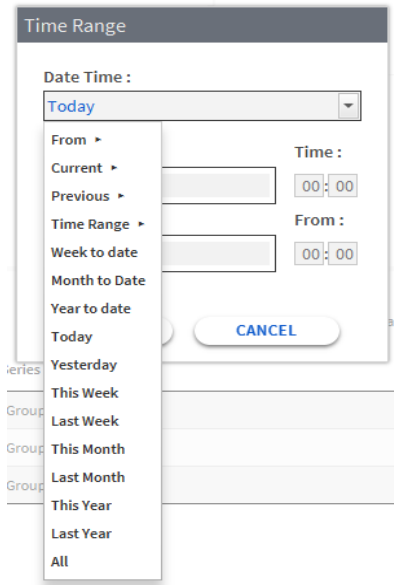 Time Range
Date Time :
Today
From ▸
Current ▸
Previous ▸
Time Range ▸
Week to date
Month to Date
Year to date
Today
Yesterday
This Week
Last Week
This Month
Last Month
This Year
Last Year
All
Time :
00 : 00
From :
00 : 00
CANCEL
Series
Group
Group
Group